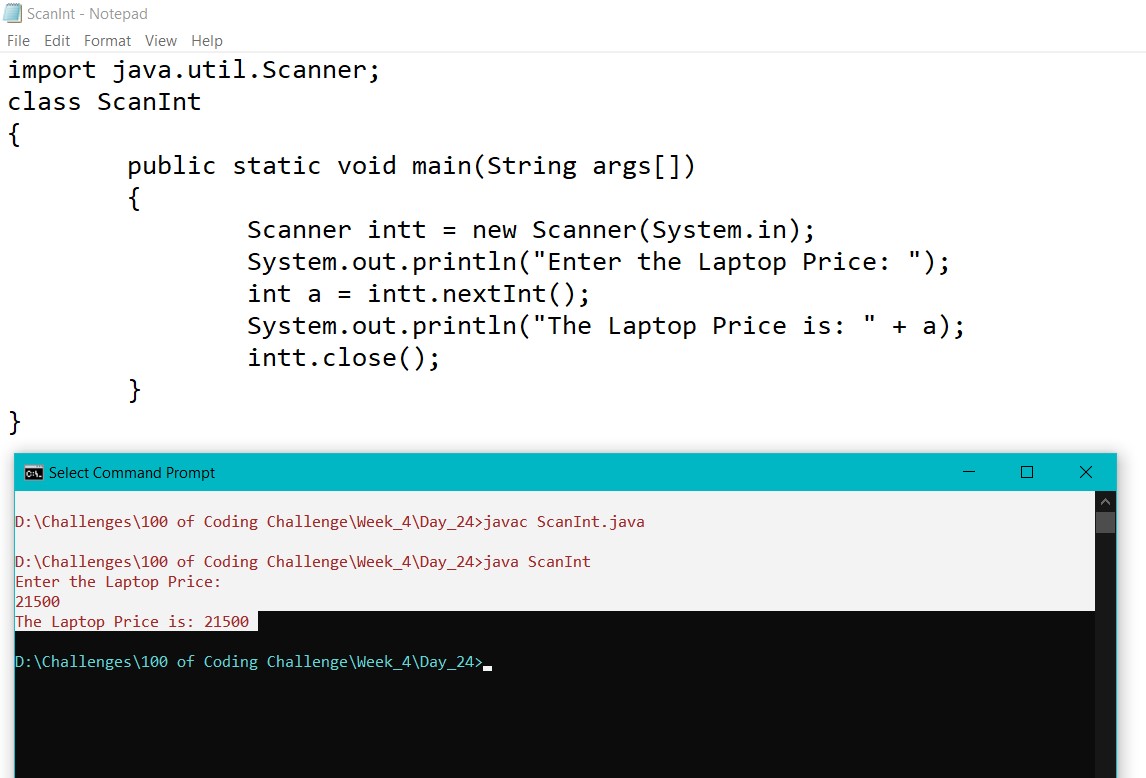 ScanInt - Notepad
File Edit Format View Help
import java.util.Scanner;
class ScanInt
{
        public static void main(String args[])
        {
                Scanner intt = new Scanner(System.in);
                System.out.println("Enter the Laptop Price: ");
                int a = intt.nextInt();
                System.out.println("The Laptop Price is: " + a);
                intt.close();
        }
}
C:\. Select Command Prompt
D:\Challenges\100 of Coding Challenge\Week_4\Day_24>javac ScanInt.java
D:\Challenges\100 of Coding Challenge\Week_4\Day_24>java ScanInt
Enter the Laptop Price:
21500
The Laptop Price is: 21500
D:\Challenges\100 of Coding Challenge\Week_4\Day_24>